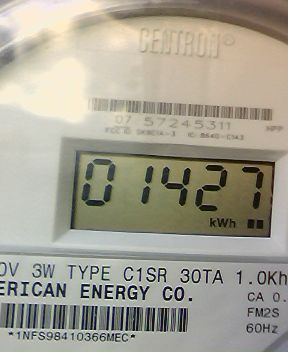 CENTRON®
07 57245311
HPP
01427
kWh
0V 3W TYPE C1SR 30TA 1.0Kh
ERICAN ENERGY CO.
CA 0.
FM2S
60Hz
*1NFS98410366MEC*